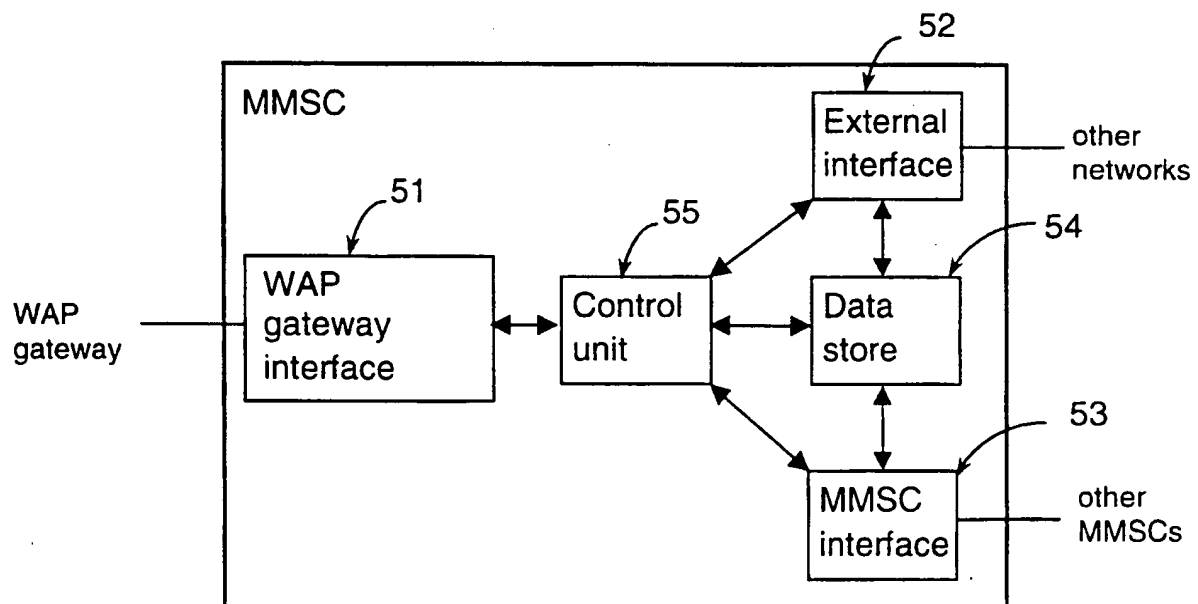 52
MMSC
External
interface
other
networks
51
55
54
WAP
gateway
interface
Control
unit
Data
store
WAP
gateway
53
MMSC
interface
other
MMSCs